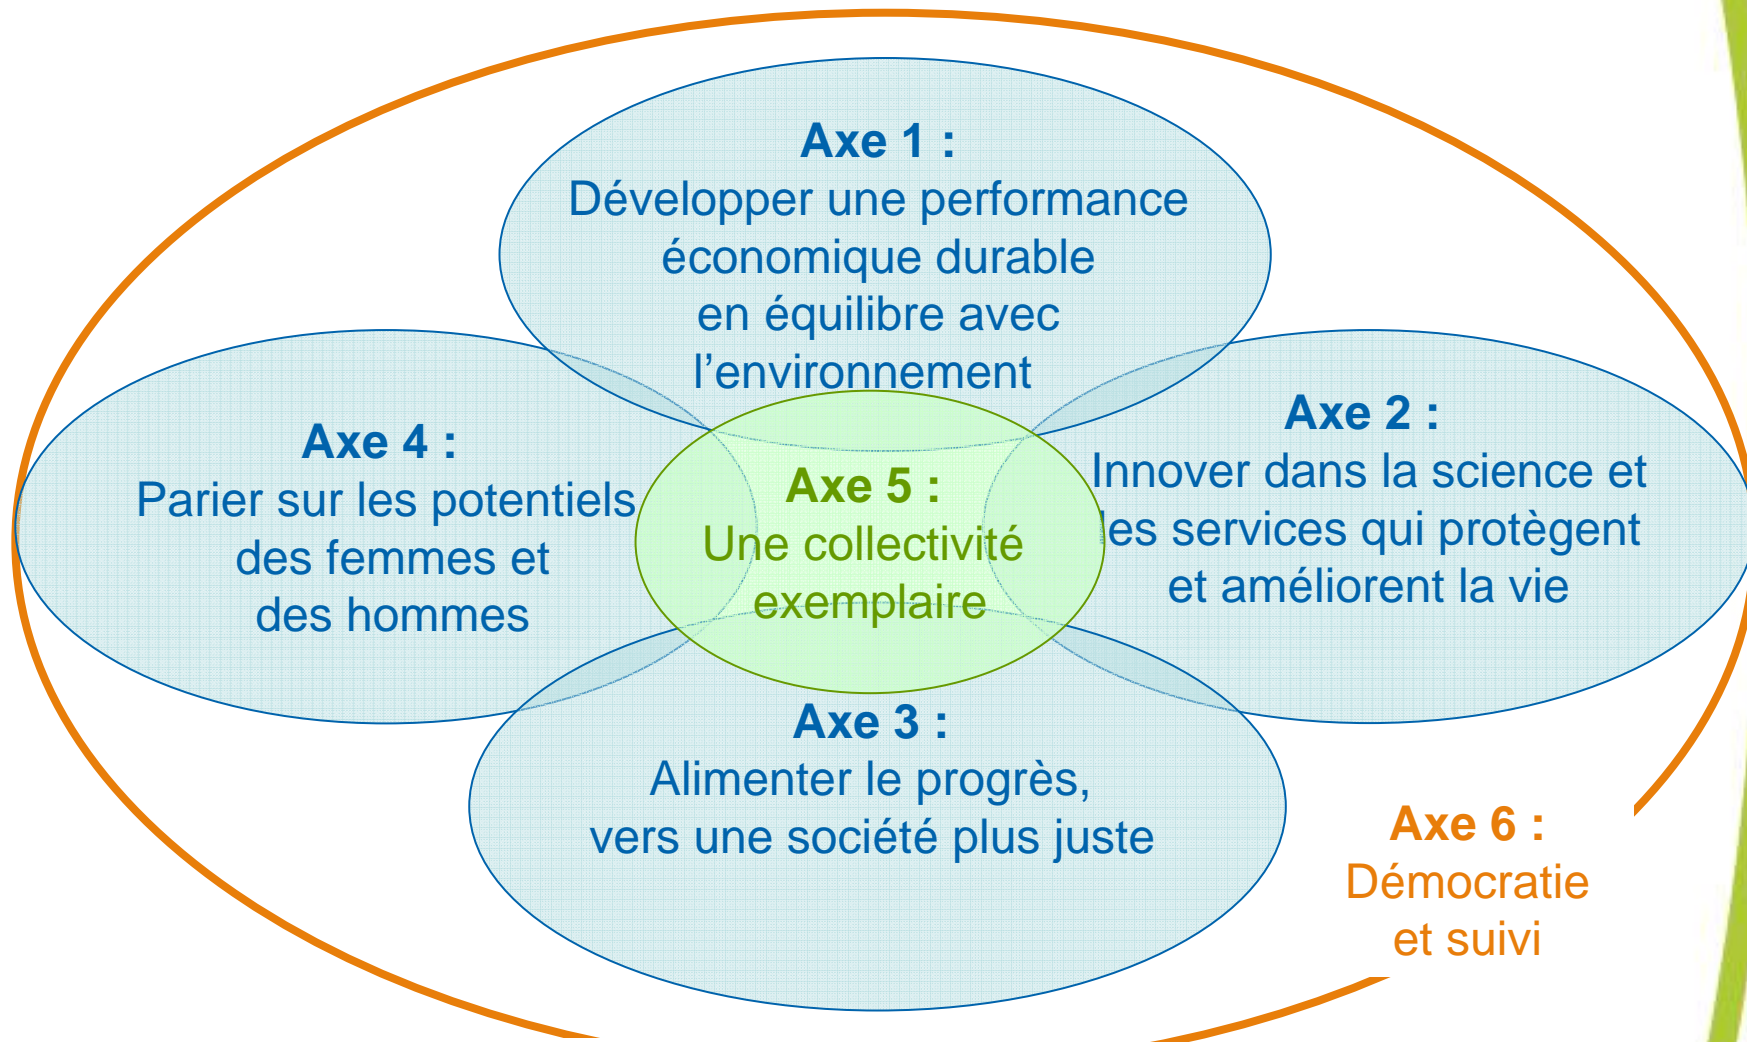 Axe 1 :
Développer une performance
économique durable
en équilibre avec
l’environnement
Axe 2 :
Innover dans la science et
les services qui protègent
et améliorent la vie
Axe 4 :
Parier sur les potentiels
des femmes et
des hommes
Axe 5 :
Une collectivité
exemplaire
Axe 3 :
Alimenter le progrès,
vers une société plus juste
Axe 6 :
Démocratie
et suivi